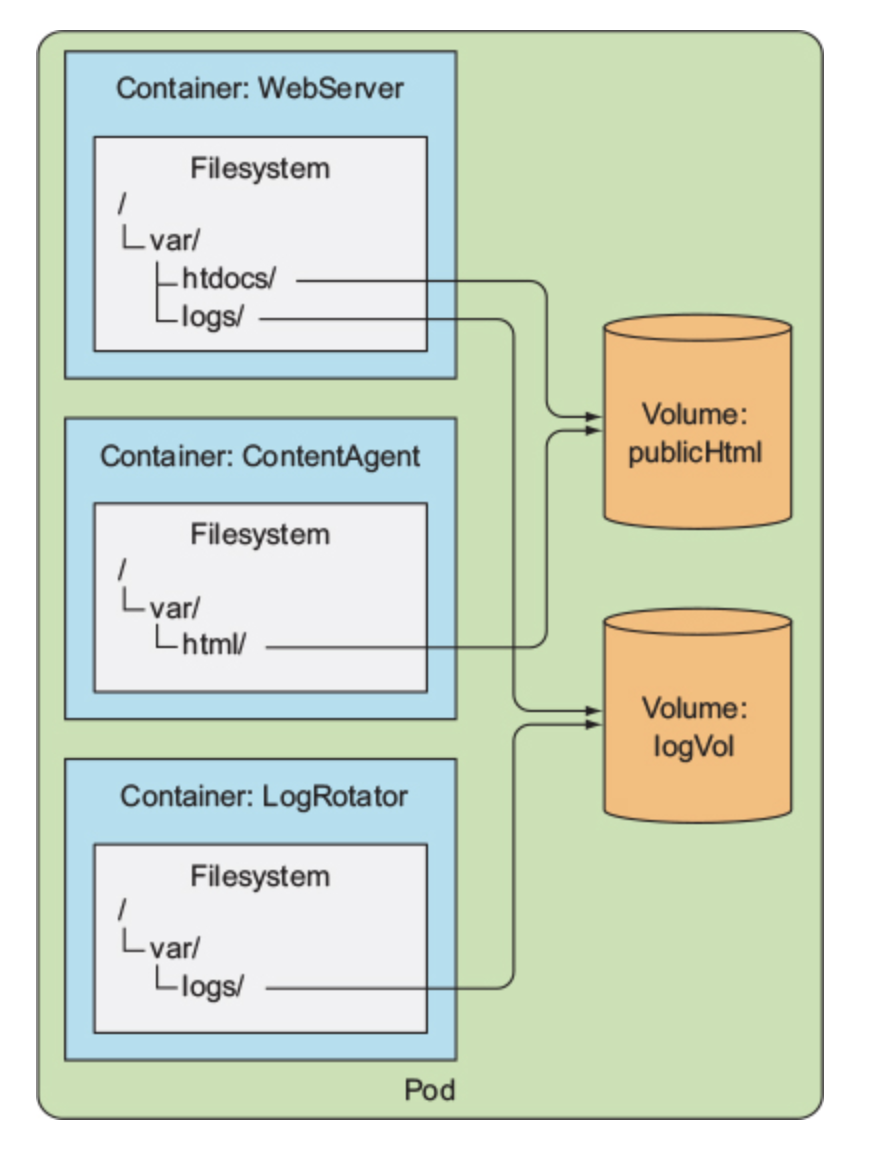 Container: WebServer
Filesystem
/
var/
htdocs/
logs/
Container: ContentAgent
Filesystem
/
var/
html/
Container: LogRotator
Filesystem
/
var/
logs/
Volume:
publicHtml
Volume:
logVol
Pod